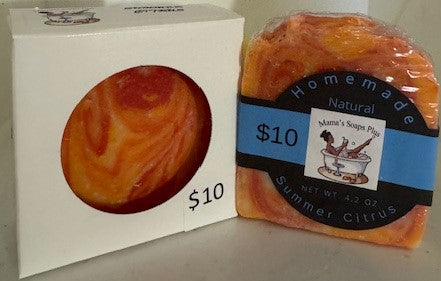 $10
Homemade
Natural
Mama's Soaps Plus
$10
NET WT. 4.2 OZ
Summer Citrus